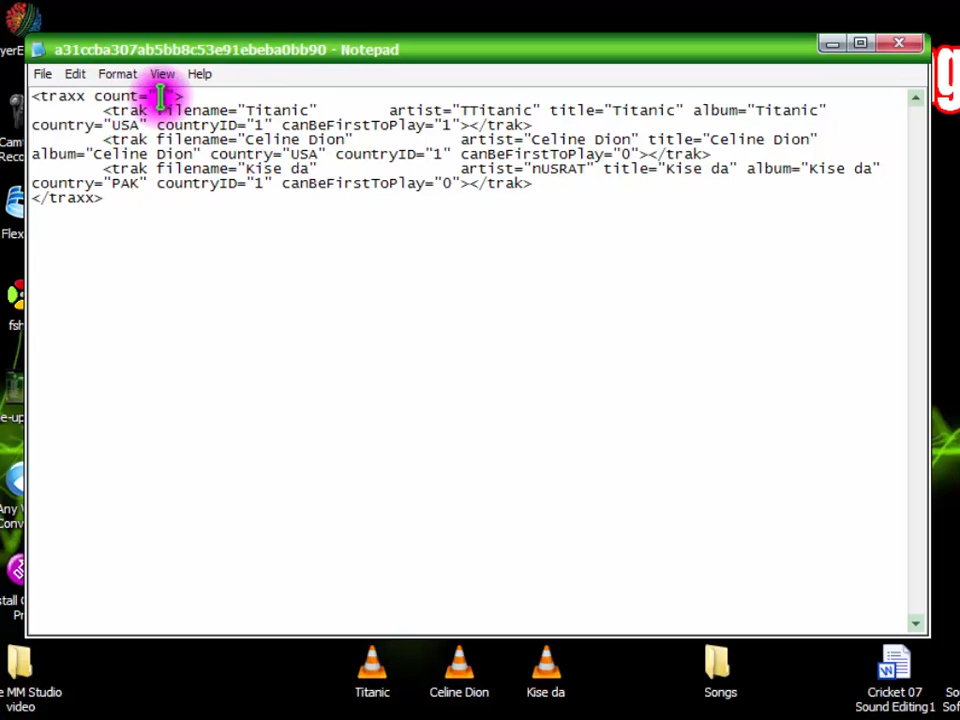 a31ccba307ab5bb8c53e91ebeba0bb90 - Notepad
File Edit Format View Help
<traxx count=" ">
<trak filename="Titanic" artist="TTitanic" title="Titanic" album="Titanic"
country="USA" countryID="1" canBeFirstToPlay="1"></trak>
<trak filename="Celine Dion" artist="Celine Dion" title="Celine Dion"
album="Celine Dion" country="USA" countryID="1" canBeFirstToPlay="0"></trak>
<trak filename="Kise da" artist="nUSRAT" title="Kise da" album="Kise da"
country="PAK" countryID="1" canBeFirstToPlay="0"></trak>
</traxx>
MM Studio
video
Titanic
Celine Dion
Kise da
Songs
Cricket 07
Sound Editing1